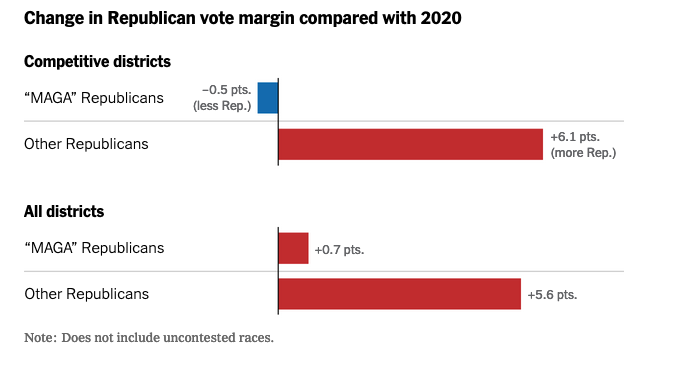 Change in Republican vote margin compared with 2020
Competitive districts
“MAGA” Republicans
–0.5 pts.
(less Rep.)
Other Republicans
+6.1 pts.
(more Rep.)
All districts
“MAGA” Republicans
+0.7 pts.
Other Republicans
+5.6 pts.
Note: Does not include uncontested races.